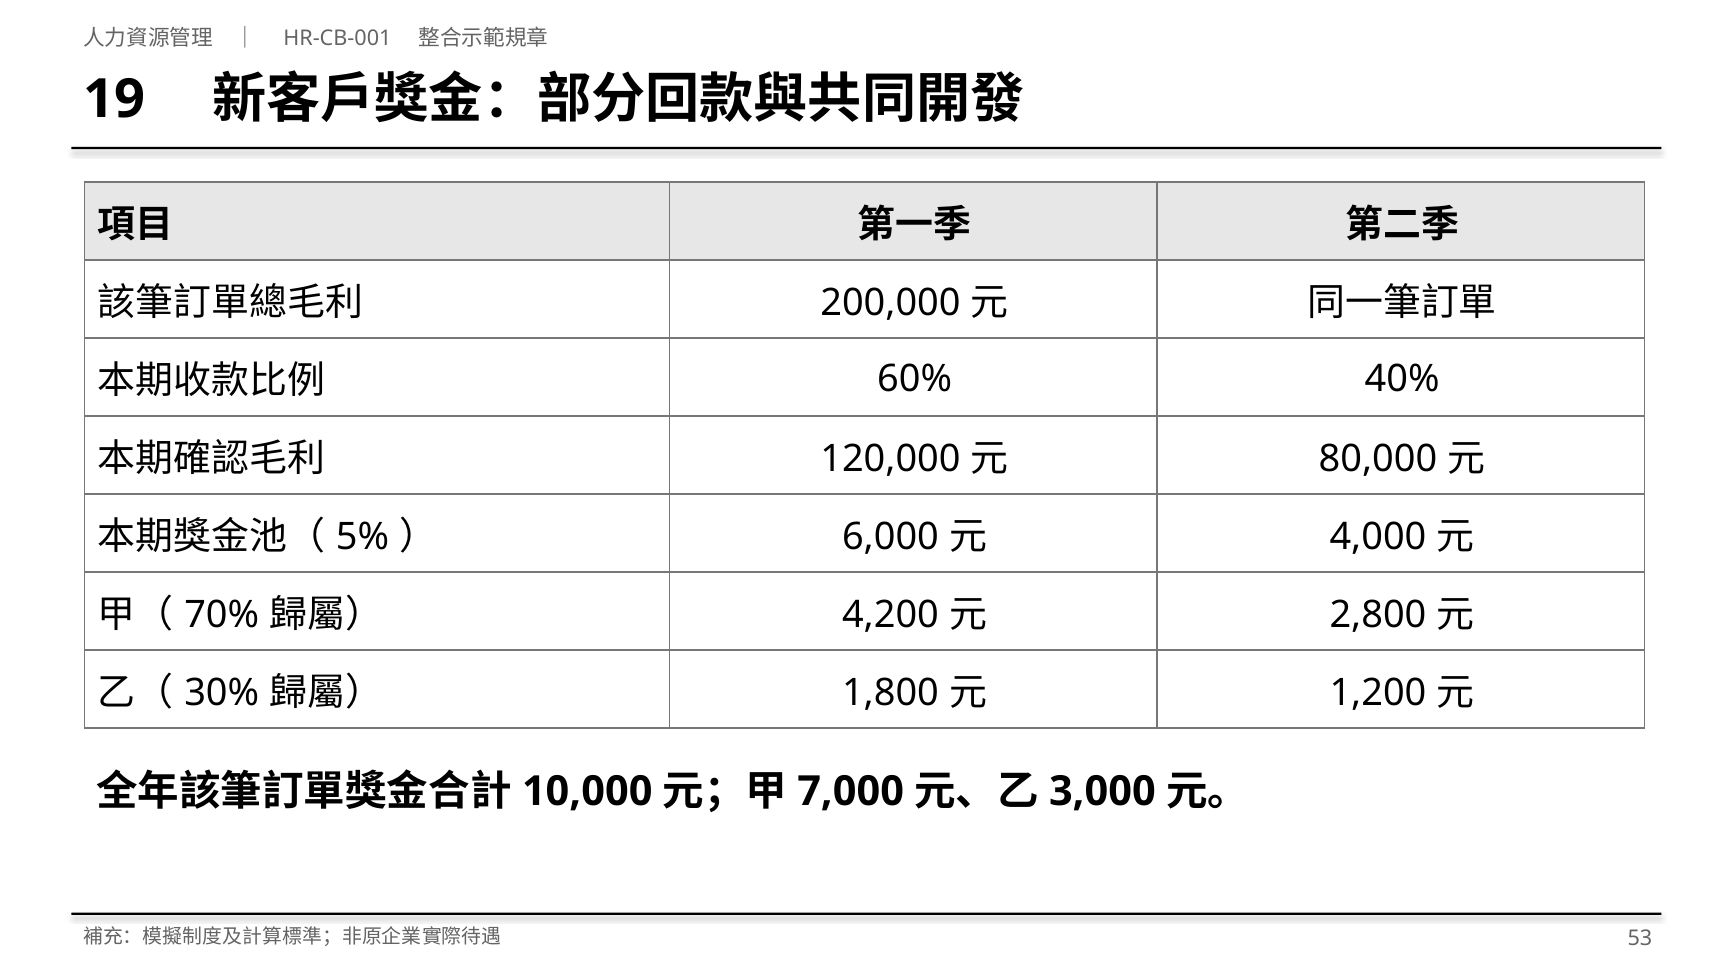 人力資源管理 ｜ HR-CB-001 整合示範規章
19 新客戶獎金：部分回款與共同開發
項目 第一季 第二季
該筆訂單總毛利 200,000 元 同一筆訂單
本期收款比例 60% 40%
本期確認毛利 120,000 元 80,000 元
本期獎金池（ 5% ） 6,000 元 4,000 元
甲（ 70% 歸屬） 4,200 元 2,800 元
乙（ 30% 歸屬） 1,800 元 1,200 元
全年該筆訂單獎金合計 10,000 元；甲 7,000 元、乙 3,000 元。
補充：模擬制度及計算標準；非原企業實際待遇 53